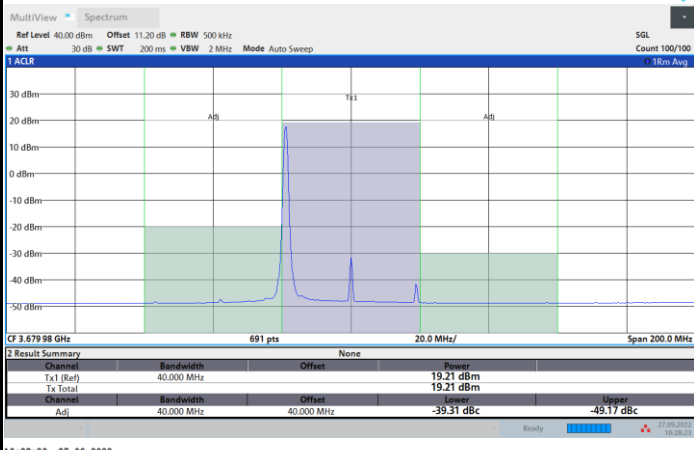 MultiView Spectrum
Ref Level 40.00 dBm Offset 11.20 dB RBW 500 kHz SGL
Att 30 dB SWT 200 ms VBW 2 MHz Mode Auto Sweep Count 100/100
1 ACLR 1Rm Avg
30 dBm
Tx1
20 dBm
Adj Adj
10 dBm
0 dBm
-10 dBm
-20 dBm
-30 dBm
-40 dBm
-50 dBm
CF 3.67998 GHz 691 pts 20.0 MHz/ Span 200.0 MHz
2 Result Summary None
Channel Bandwidth Offset Power
Tx1 (Ref) 40.000 MHz 19.21 dBm
Tx Total 19.21 dBm
Channel Bandwidth Offset Lower Upper
Adj 40.000 MHz 40.000 MHz -39.31 dBc -49.17 dBc
Ready 27.09.2022
10:28:23